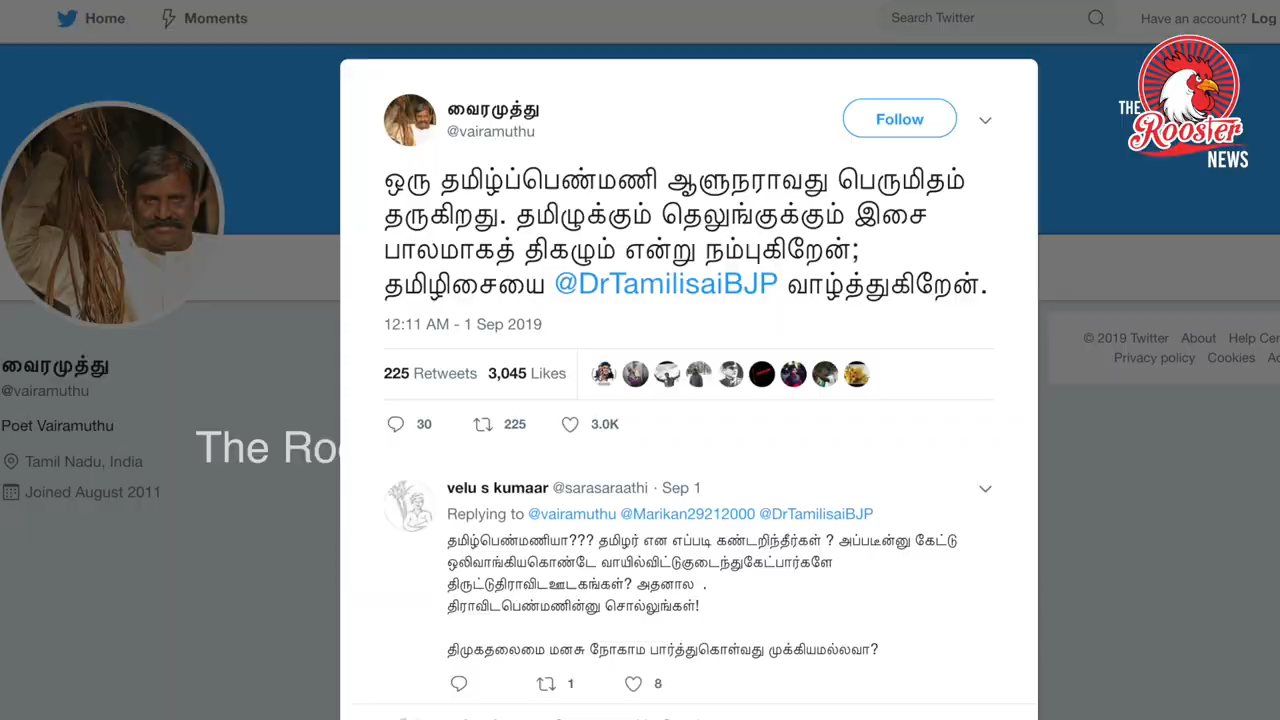 Home
Moments
Search Twitter
Have an account? Log
THE
Rooster
NEWS
வைரமுத்து
@vairamuthu
Follow
ஒரு தமிழ்ப்பெண்மணி ஆளுநராவது பெருமிதம்
தருகிறது. தமிழுக்கும் தெலுங்குக்கும் இசை
பாலமாகத் திகழும் என்று நம்புகிறேன்;
தமிழிசையை @DrTamilisaiBJP வாழ்த்துகிறேன்.
12:11 AM - 1 Sep 2019
225 Retweets 3,045 Likes
30 225 3.0K
வைரமுத்து
@vairamuthu
Poet Vairamuthu
Tamil Nadu, India
Joined August 2011
The Ro
© 2019 Twitter About Help Cen
Privacy policy Cookies
velu s kumaar @sarasaraathi · Sep 1
Replying to @vairamuthu @Marikan29212000 @DrTamilisaiBJP
தமிழ்பெண்மணியா??? தமிழர் என எப்படி கண்டறிந்தீர்கள் ? அப்படீன்னு கேட்டு
ஒலிவாங்கியகொண்டே வாயில்விட்டுகுடைந்துகேட்பார்களே
திருட்டுதிராவிடஊடகங்கள்? அதனால .
திராவிடபெண்மணின்னு சொல்லுங்கள்!
திமுகதலைமை மனசு நோகாம பார்த்துகொள்வது முக்கியமல்லவா?
1 8